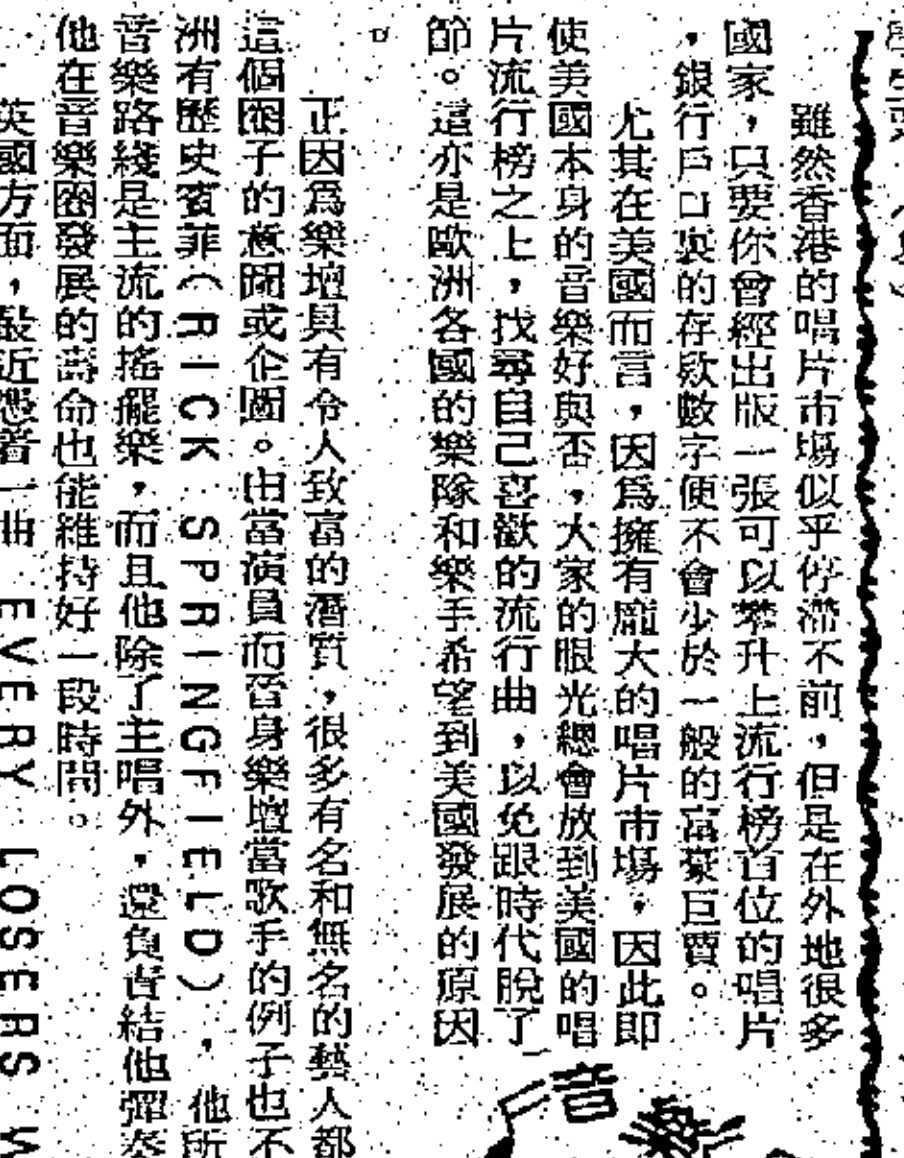 雖然香港的唱片市場似乎停滯不前,但是在外地很多
國家,只要你曾經出版一張可以攀升上流行榜首位的唱片
,銀行戶口裏的存欵數字便不會少於一般的富豪巨賈。
尤其在美國而言,因爲擁有龐大的唱片市場,因此即
使美國本身的音樂好與否,大家的眼光總會放到美國的唱
片流行榜之上,找尋自己喜歡的流行曲,以免跟時代脫了
節。這亦是歐洲各國的樂隊和樂手希望到美國發展的原因
。
正因爲樂壇具有令人致富的潛質,很多有名和無名的藝人都
這個圈子的意圖或企圖。由當演員而晉身樂壇當歌手的例子也不
洲有歷史賓菲(RICK SPRINGFIELD),他所
音樂路綫是主流的搖擺樂,而且他除了主唱外,還負責結他彈奏
他在音樂圈發展的壽命也能維持好一段時間。
英國方面,最近憑着一曲 EVERY LOSERS W
音樂